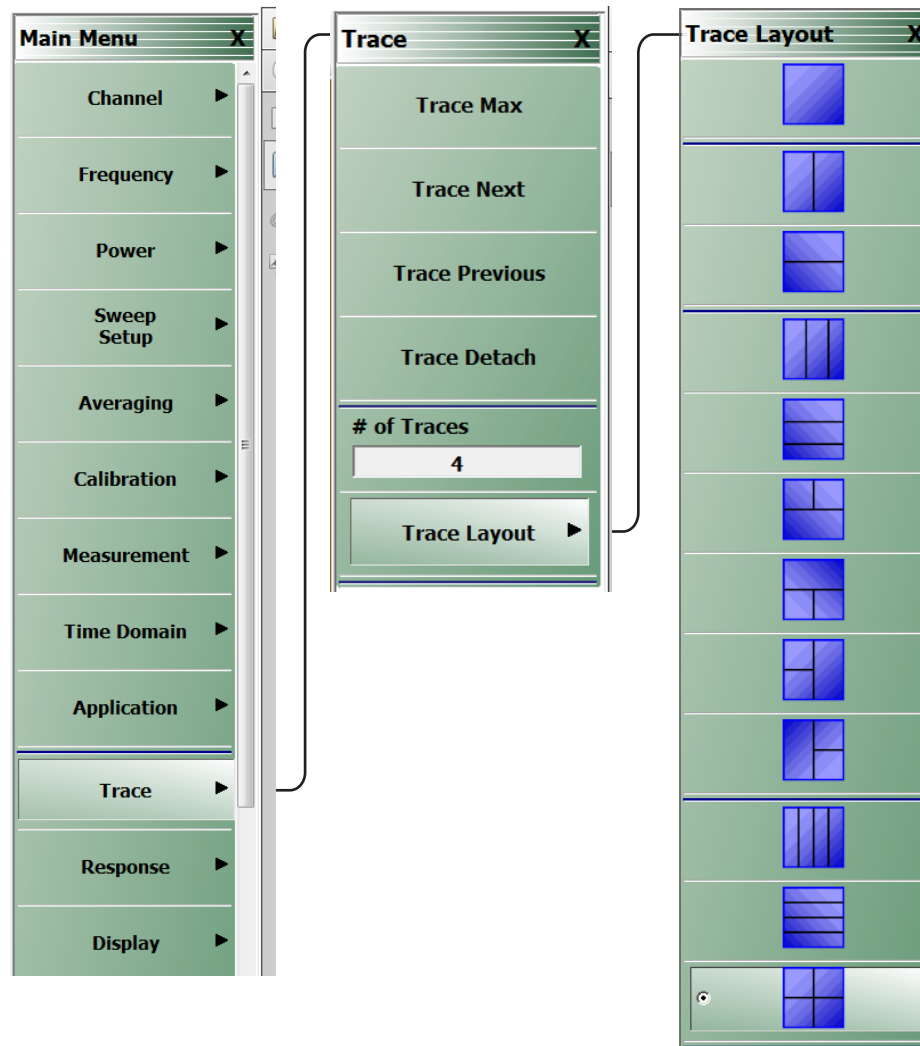 Main Menu X
Channel
Frequency
Power
Sweep
Setup
Averaging
Calibration
Measurement
Time Domain
Application
Trace
Response
Display
Trace X
Trace Max
Trace Next
Trace Previous
Trace Detach
# of Traces
4
Trace Layout
Trace Layout X